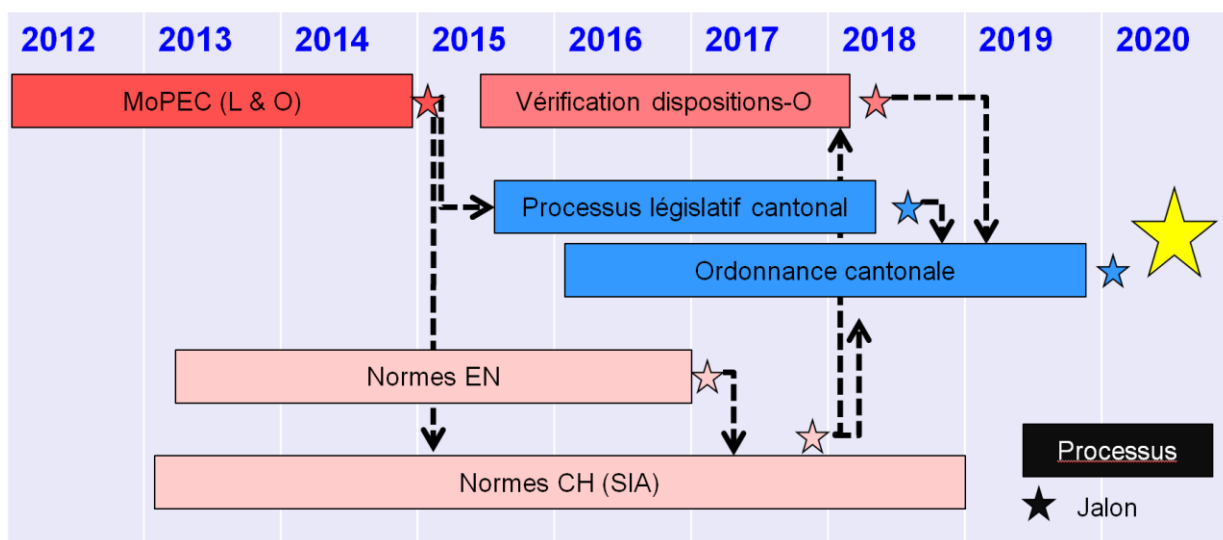 2012 2013 2014 2015 2016 2017 2018 2019 2020
MoPEC (L & O) Vérification dispositions-O
Processus législatif cantonal
Ordonnance cantonale
Normes EN
Processus
Normes CH (SIA)
Jalon